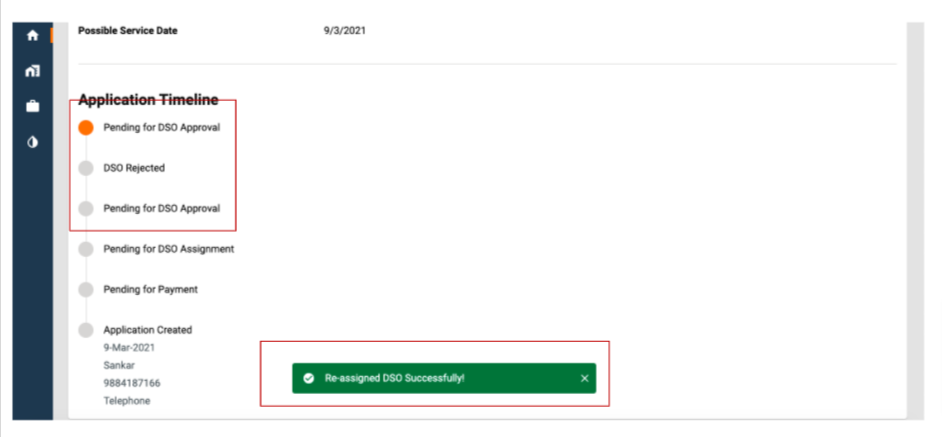 Possible Service Date 9/3/2021
Application Timeline
Pending for DSO Approval
DSO Rejected
Pending for DSO Approval
Pending for DSO Assignment
Pending for Payment
Application Created
9-Mar-2021
Sankar
9884187166
Telephone
Re-assigned DSO Successfully!